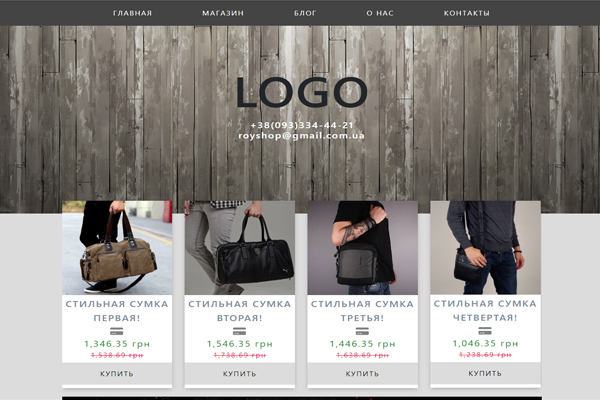 ГЛАВНАЯ МАГАЗИН БЛОГ О НАС КОНТАКТЫ
LOGO
+38(093)334-44-21
royshop@gmail.com.ua
СТИЛЬНАЯ СУМКА
ПЕРВАЯ!
1,346.35 грн
1,538.69 грн
КУПИТЬ
СТИЛЬНАЯ СУМКА
ВТОРАЯ!
1,546.35 грн
1,738.69 грн
КУПИТЬ
СТИЛЬНАЯ СУМКА
ТРЕТЬЯ!
1,446.35 грн
1,638.69 грн
КУПИТЬ
СТИЛЬНАЯ СУМКА
ЧЕТВЕРТАЯ!
1,046.35 грн
1,238.69 грн
КУПИТЬ